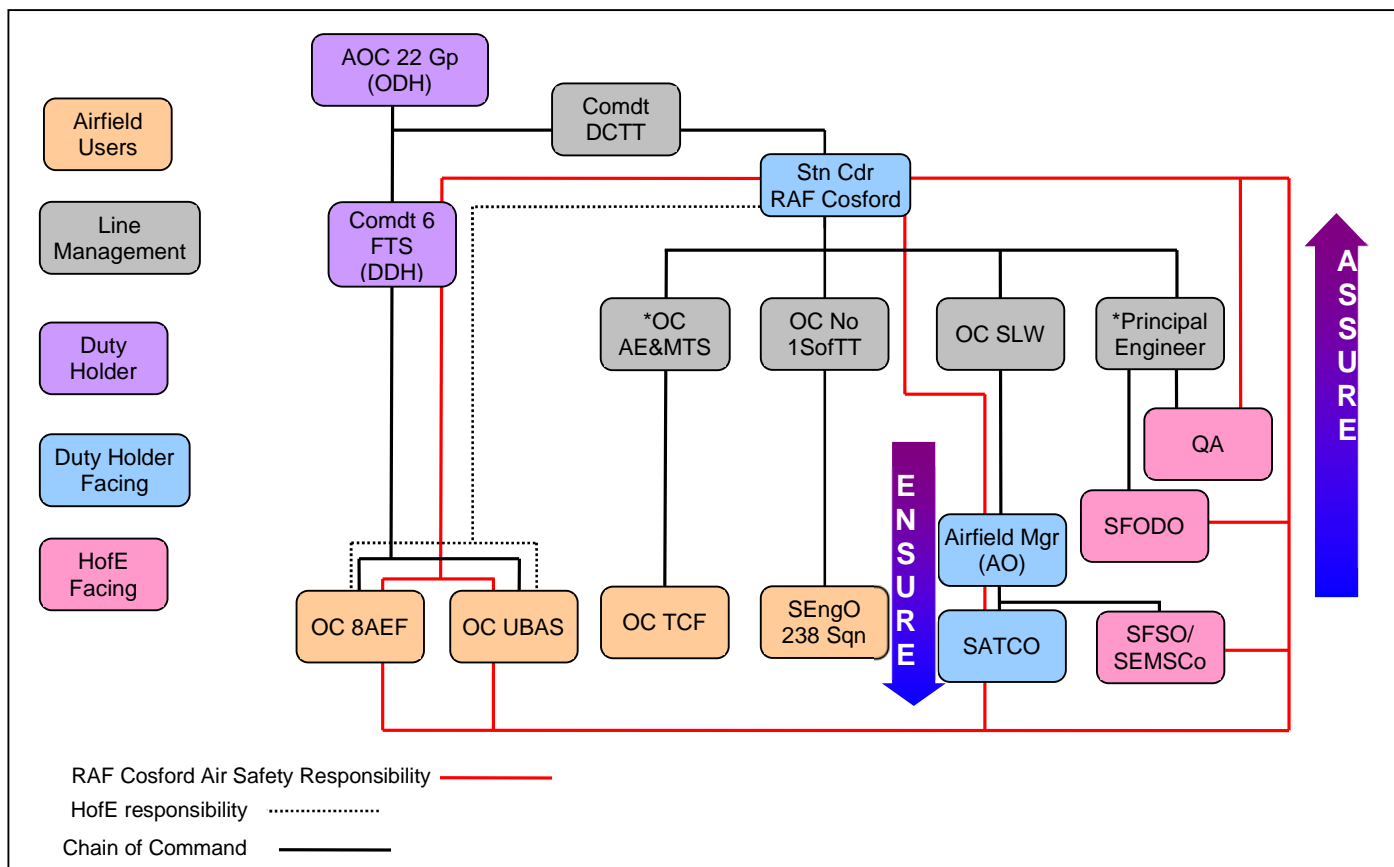 AOC 22 Gp
(ODH)
Comdt
DCTT
Airfield
Users
Stn Cdr
RAF Cosford
Line
Management
Comdt 6
FTS
(DDH)
*OC
AE&MTS
OC No
1SofTT
OC SLW
*Principal
Engineer
Duty
Holder
ASSURE
QA
Duty Holder
Facing
ENSURE
SFODO
Airfield Mgr
(AO)
HofE
Facing
OC 8AEF
OC UBAS
OC TCF
SEngO
238 Sqn
SATCO
SFSO/
SEMSCo
RAF Cosford Air Safety Responsibility
HofE responsibility
Chain of Command